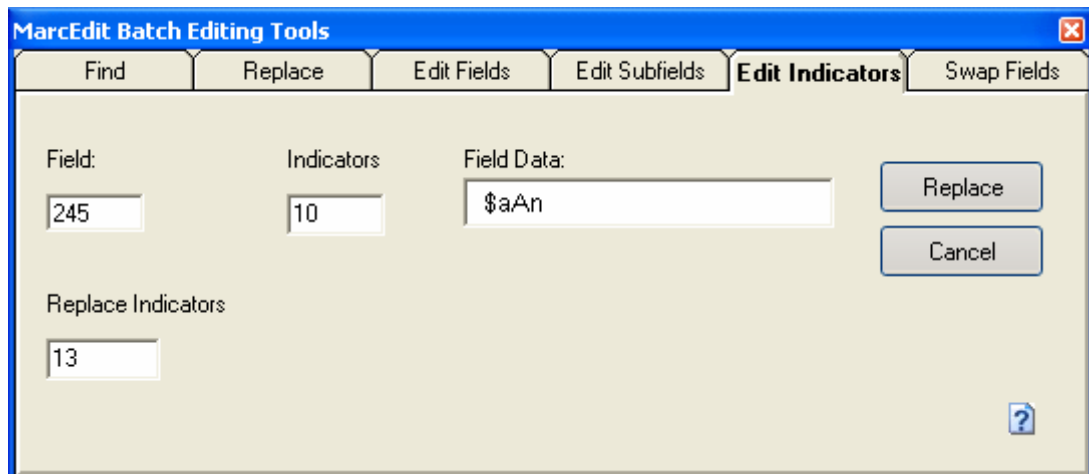 MarcEdit Batch Editing Tools
Find Replace Edit Fields Edit Subfields Edit Indicators Swap Fields
Field: Indicators Field Data:
245 10 $aAn Replace
Cancel
Replace Indicators
13
?